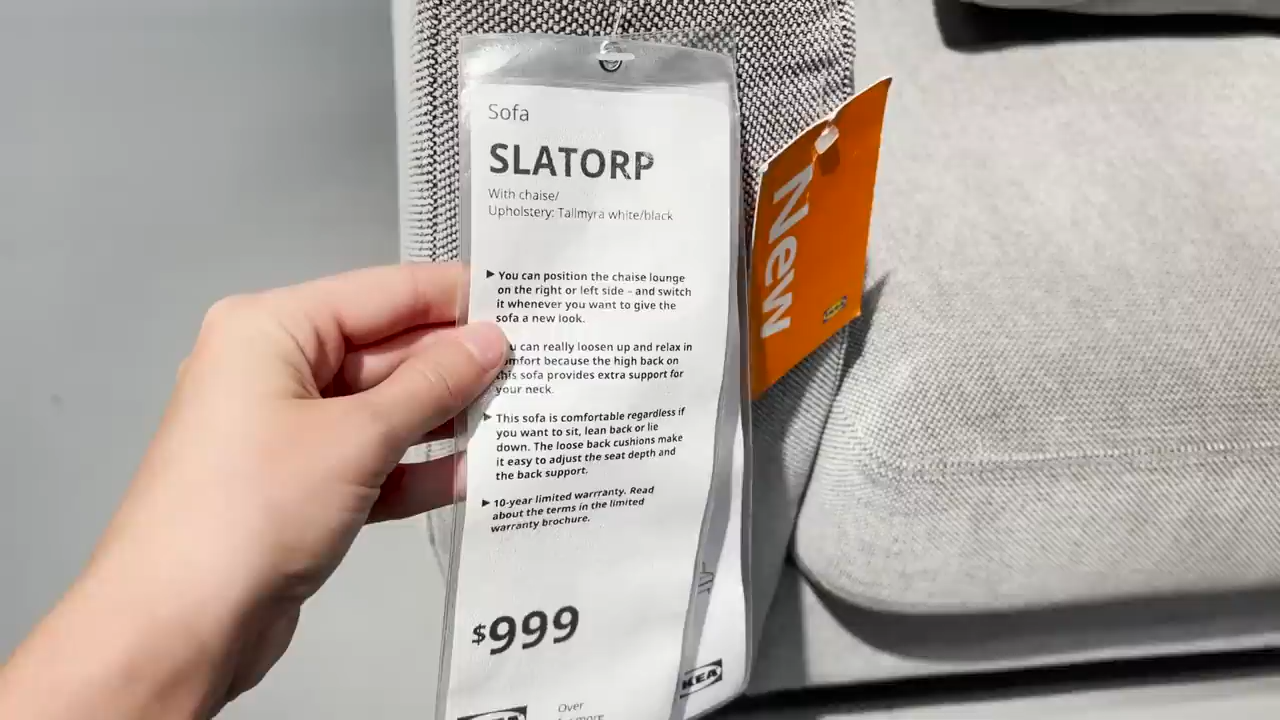 Sofa
SLATORP
With chaise/
Upholstery: Tallmyra white/black
▶ You can position the chaise lounge
on the right or left side – and switch
it whenever you want to give the
sofa a new look.
can really loosen up and relax in
because the high back on
this sofa provides extra support for
your neck.
▶ This sofa is comfortable regardless if
you want to sit, lean back or lie
down. The loose back cushions make
it easy to adjust the seat depth and
the back support.
▶ 10-year limited warrranty. Read
about the terms in the limited
warranty brochure.
$999
Over
IKEA
New
IKEA